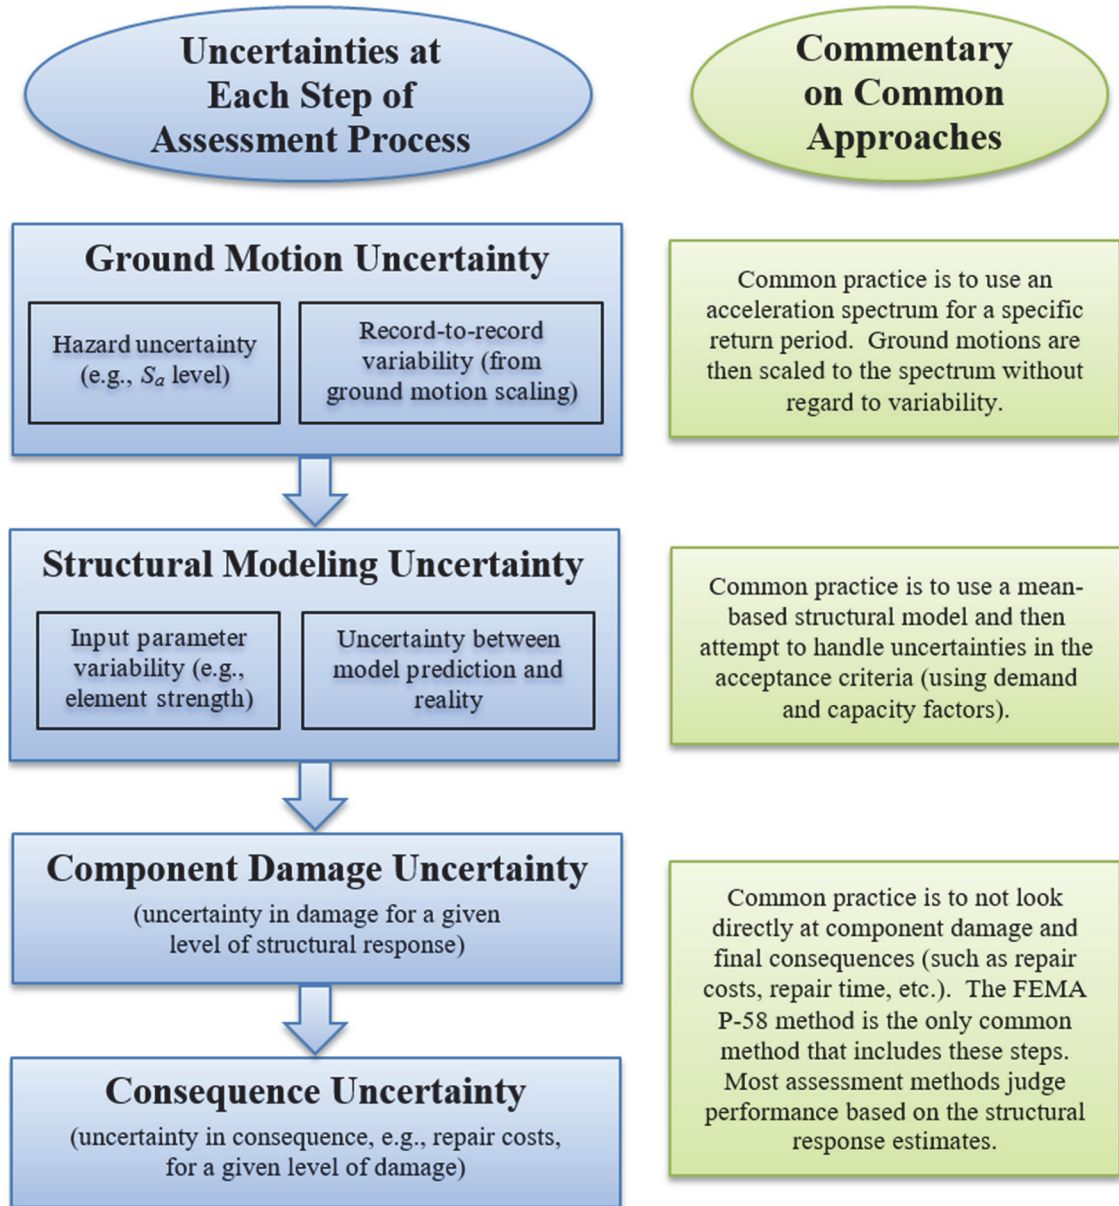 Uncertainties at
Each Step of
Assessment Process
Commentary
on Common
Approaches
Ground Motion Uncertainty
Hazard uncertainty
(e.g., Sa level)
Record-to-record
variability (from
ground motion scaling)
Common practice is to use an
acceleration spectrum for a specific
return period.  Ground motions are
then scaled to the spectrum without
regard to variability.
Structural Modeling Uncertainty
Input parameter
variability (e.g.,
element strength)
Uncertainty between
model prediction and
reality
Common practice is to use a mean-
based structural model and then
attempt to handle uncertainties in the
acceptance criteria (using demand
and capacity factors).
Component Damage Uncertainty
(uncertainty in damage for a given
level of structural response)
Common practice is to not look
directly at component damage and
final consequences (such as repair
costs, repair time, etc.).  The FEMA
P-58 method is the only common
method that includes these steps.
Most assessment methods judge
performance based on the structural
response estimates.
Consequence Uncertainty
(uncertainty in consequence, e.g., repair costs,
for a given level of damage)